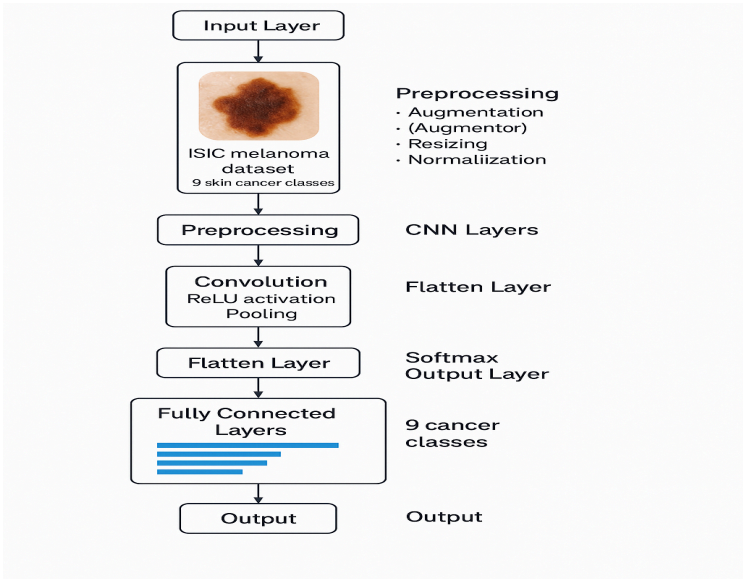 Input Layer
ISIC melanoma
dataset
9 skin cancer classes
Preprocessing
· Augmentation
· (Augmentor)
· Resizing
· Normaliization
Preprocessing
CNN Layers
Convolution
ReLU activation
Pooling
Flatten Layer
Flatten Layer
Softmax
Output Layer
Fully Connected
Layers
9 cancer
classes
Output
Output